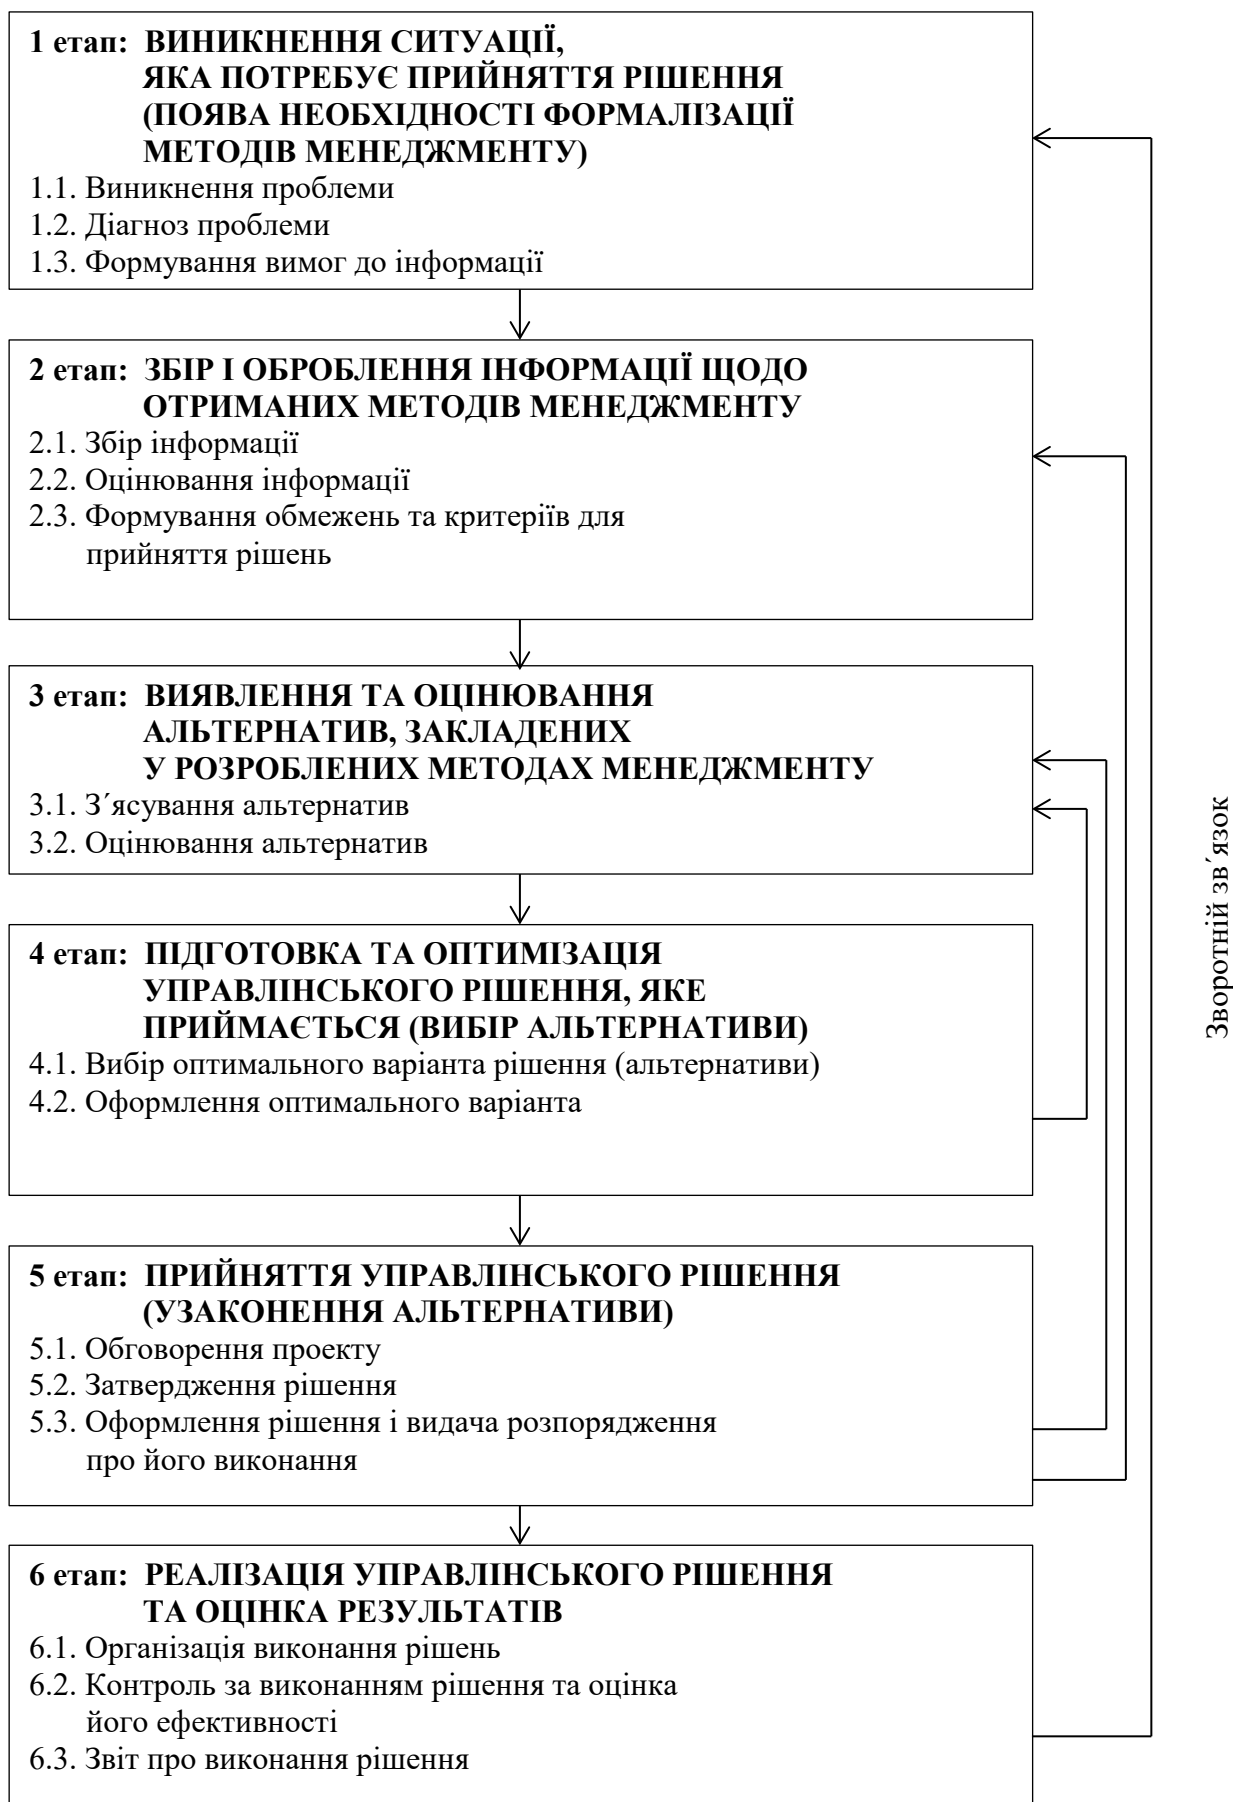 1 етап: ВИНИКНЕННЯ СИТУАЦІЇ,
ЯКА ПОТРЕБУЄ ПРИЙНЯТТЯ РІШЕННЯ
(ПОЯВА НЕОБХІДНОСТІ ФОРМАЛІЗАЦІЇ
МЕТОДІВ МЕНЕДЖМЕНТУ)
1.1. Виникнення проблеми
1.2. Діагноз проблеми
1.3. Формування вимог до інформації
2 етап: ЗБІР І ОБРОБЛЕННЯ ІНФОРМАЦІЇ ЩОДО
ОТРИМАНИХ МЕТОДІВ МЕНЕДЖМЕНТУ
2.1. Збір інформації
2.2. Оцінювання інформації
2.3. Формування обмежень та критеріїв для
прийняття рішень
3 етап: ВИЯВЛЕННЯ ТА ОЦІНЮВАННЯ
АЛЬТЕРНАТИВ, ЗАКЛАДЕНИХ
У РОЗРОБЛЕНИХ МЕТОДАХ МЕНЕДЖМЕНТУ
3.1. З´ясування альтернатив
3.2. Оцінювання альтернатив
4 етап: ПІДГОТОВКА ТА ОПТИМІЗАЦІЯ
УПРАВЛІНСЬКОГО РІШЕННЯ, ЯКЕ
ПРИЙМАЄТЬСЯ (ВИБІР АЛЬТЕРНАТИВИ)
4.1. Вибір оптимального варіанта рішення (альтернативи)
4.2. Оформлення оптимального варіанта
5 етап: ПРИЙНЯТТЯ УПРАВЛІНСЬКОГО РІШЕННЯ
(УЗАКОНЕННЯ АЛЬТЕРНАТИВИ)
5.1. Обговорення проекту
5.2. Затвердження рішення
5.3. Оформлення рішення і видача розпорядження
про його виконання
6 етап: РЕАЛІЗАЦІЯ УПРАВЛІНСЬКОГО РІШЕННЯ
ТА ОЦІНКА РЕЗУЛЬТАТІВ
6.1. Організація виконання рішень
6.2. Контроль за виконанням рішення та оцінка
його ефективності
6.3. Звіт про виконання рішення
Зворотній зв´язок